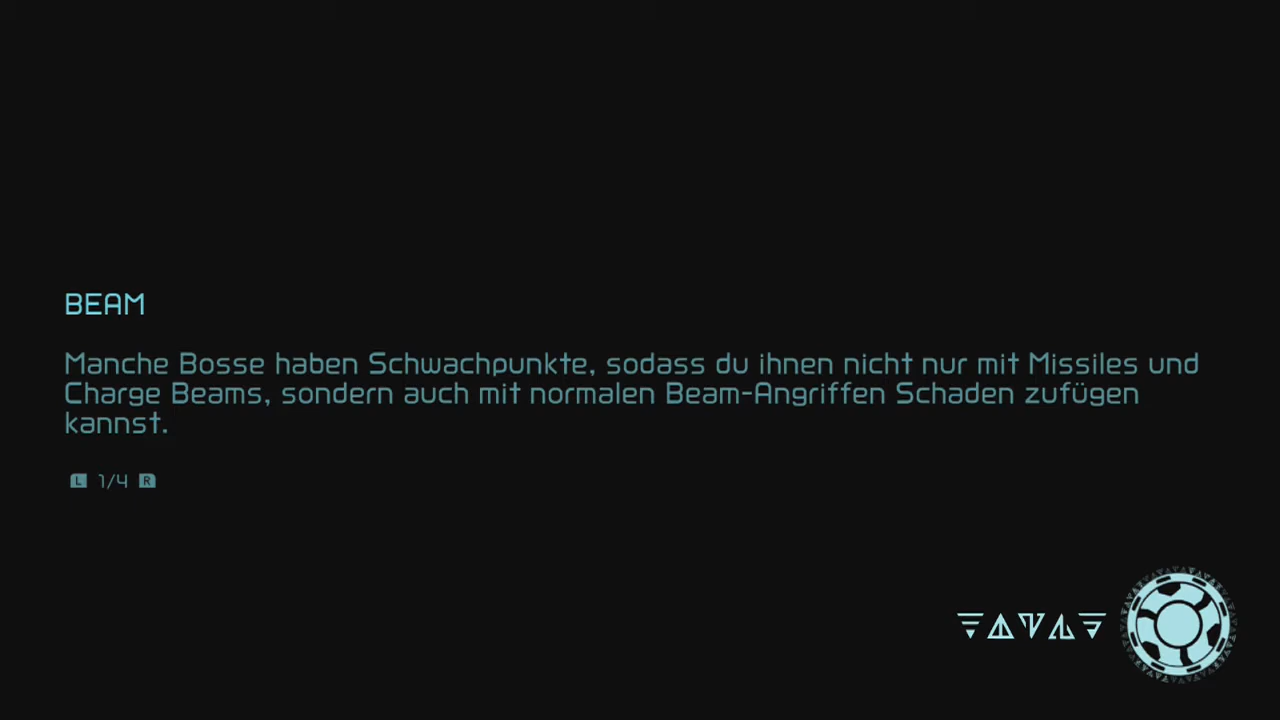 BEAM
Manche Bosse haben Schwachpunkte, sodass du ihnen nicht nur mit Missiles und
Charge Beams, sondern auch mit normalen Beam-Angriffen Schaden zufügen
kannst.
L 1/4 R